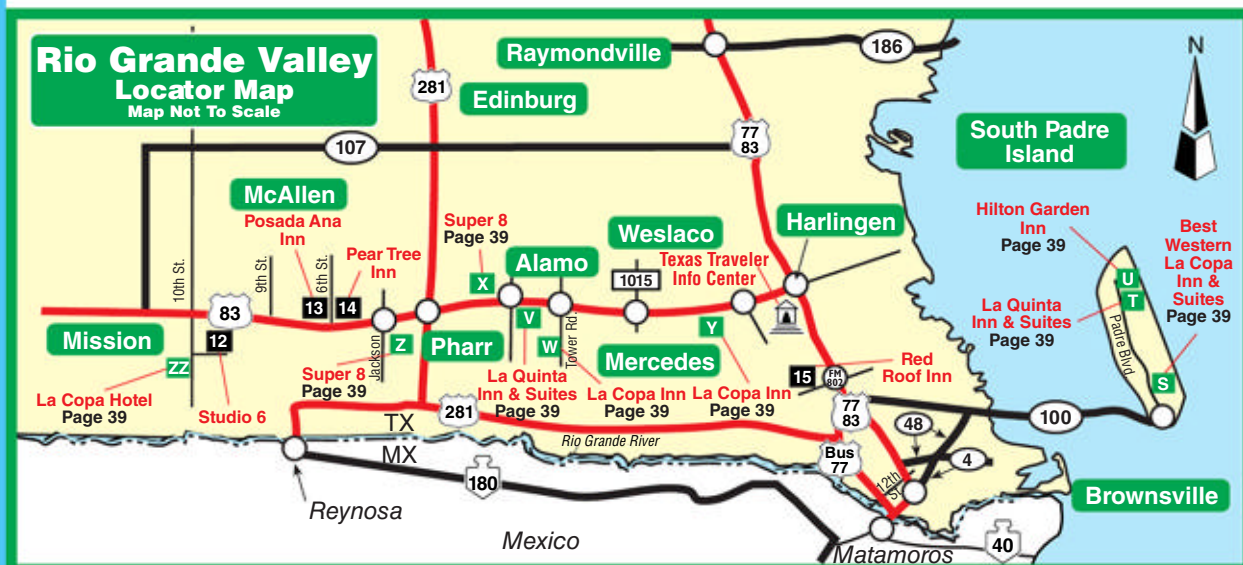 Rio Grande Valley
Locator Map
Map Not To Scale
Raymondville
186
N
281
Edinburg
77
83
South Padre
Island
107
McAllen
Posada Ana
Inn
Super 8
Page 39
Weslaco
Harlingen
Hilton Garden
Inn
Page 39
Best
Western
La Copa
Inn &
Suites
Page 39
10th St.
9th St.
6th St.
Pear Tree
Inn
X
Alamo
1015
Texas Traveler
Info Center
U
T
La Quinta
Inn & Suites
Page 39
Padre Blvd
S
83
13
14
12
Mission
ZZ
La Copa Hotel
Page 39
Studio 6
Super 8
Page 39
Jackson
Z
Pharr
V
W
Tower Rd.
La Quinta
Inn & Suites
Page 39
La Copa Inn
Page 39
Mercedes
Y
La Copa Inn
Page 39
15
FM
802
Red
Roof Inn
77
83
100
48
4
TX
281
Rio Grande River
MX
Bus
77
12th
St.
180
Reynosa
Mexico
Matamoros
40
Brownsville